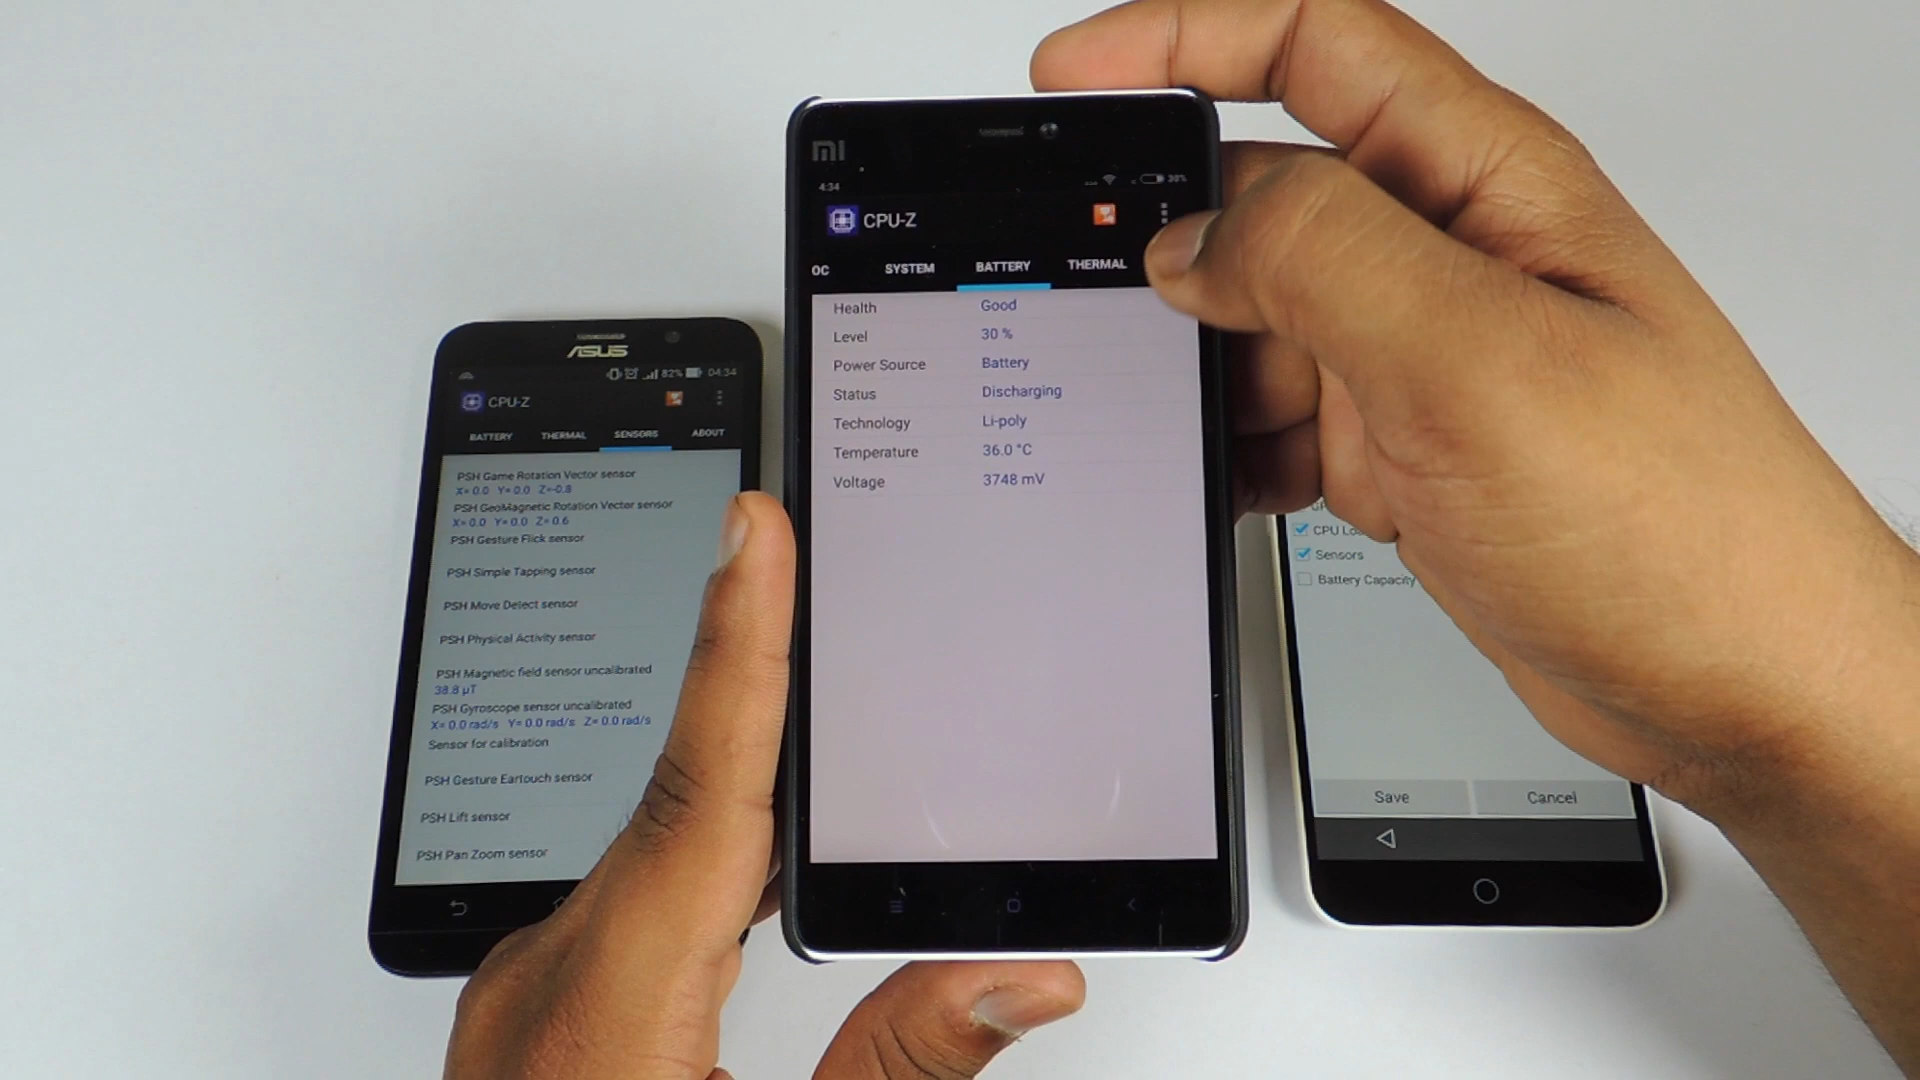 ASUS
82% 04:34
CPU-Z
BATTERY THERMAL SENSORS ABOUT
PSH Game Rotation Vector sensor
X= 0.0 Y= 0.0 Z=-0.8
PSH GeoMagnetic Rotation Vector sensor
X= 0.0 Y= 0.0 Z= 0.6
PSH Gesture Flick sensor
PSH Simple Tapping sensor
PSH Move Detect sensor
PSH Physical Activity sensor
PSH Magnetic field sensor uncalibrated
38.8 µT
PSH Gyroscope sensor uncalibrated
X= 0.0 rad/s Y= 0.0 rad/s Z= 0.0 rad/s
Sensor for calibration
PSH Gesture Eartouch sensor
PSH Lift sensor
PSH Pan Zoom sensor
MI
4:34 30%
CPU-Z
OC SYSTEM BATTERY THERMAL
Health Good
Level 30 %
Power Source Battery
Status Discharging
Technology Li-poly
Temperature 36.0 °C
Voltage 3748 mV
CPU
Sensors
Battery Capacity
Save Cancel